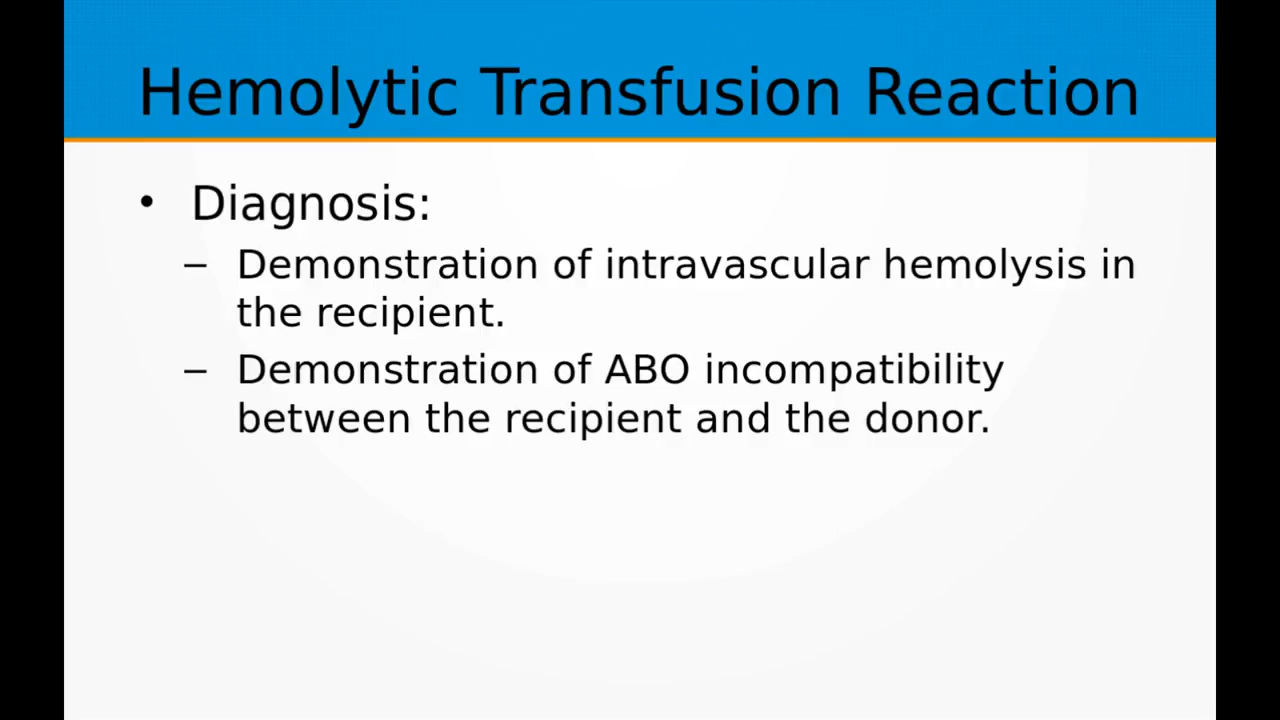 Hemolytic Transfusion Reaction
• Diagnosis:
– Demonstration of intravascular hemolysis in
the recipient.
– Demonstration of ABO incompatibility
between the recipient and the donor.